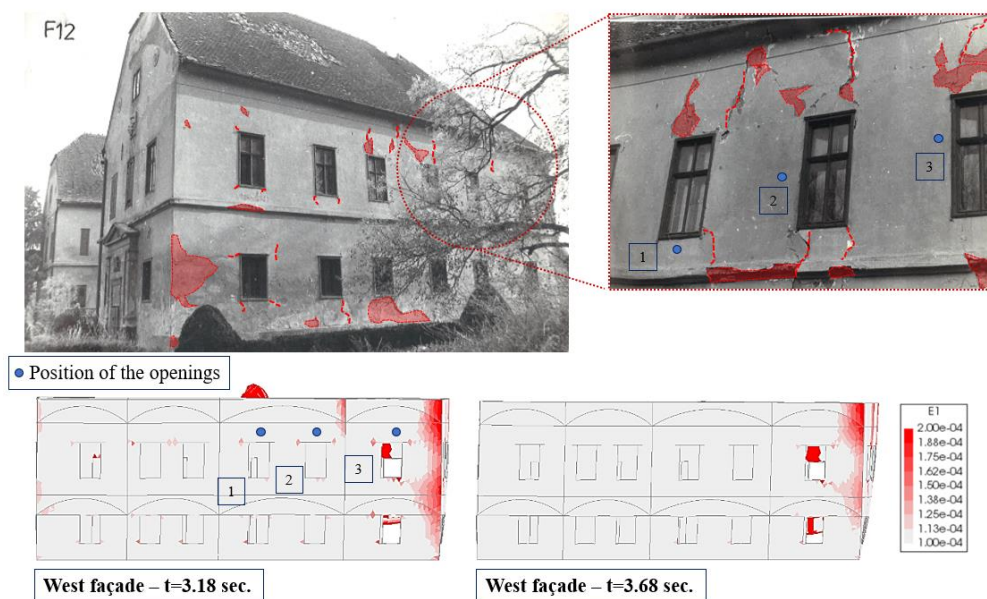 F12
1
2
3
Position of the openings
1
2
3
E1
2.00e-04
1.88e-04
1.75e-04
1.62e-04
1.50e-04
1.38e-04
1.25e-04
1.13e-04
1.00e-04
West façade – t=3.18 sec.
West façade – t=3.68 sec.